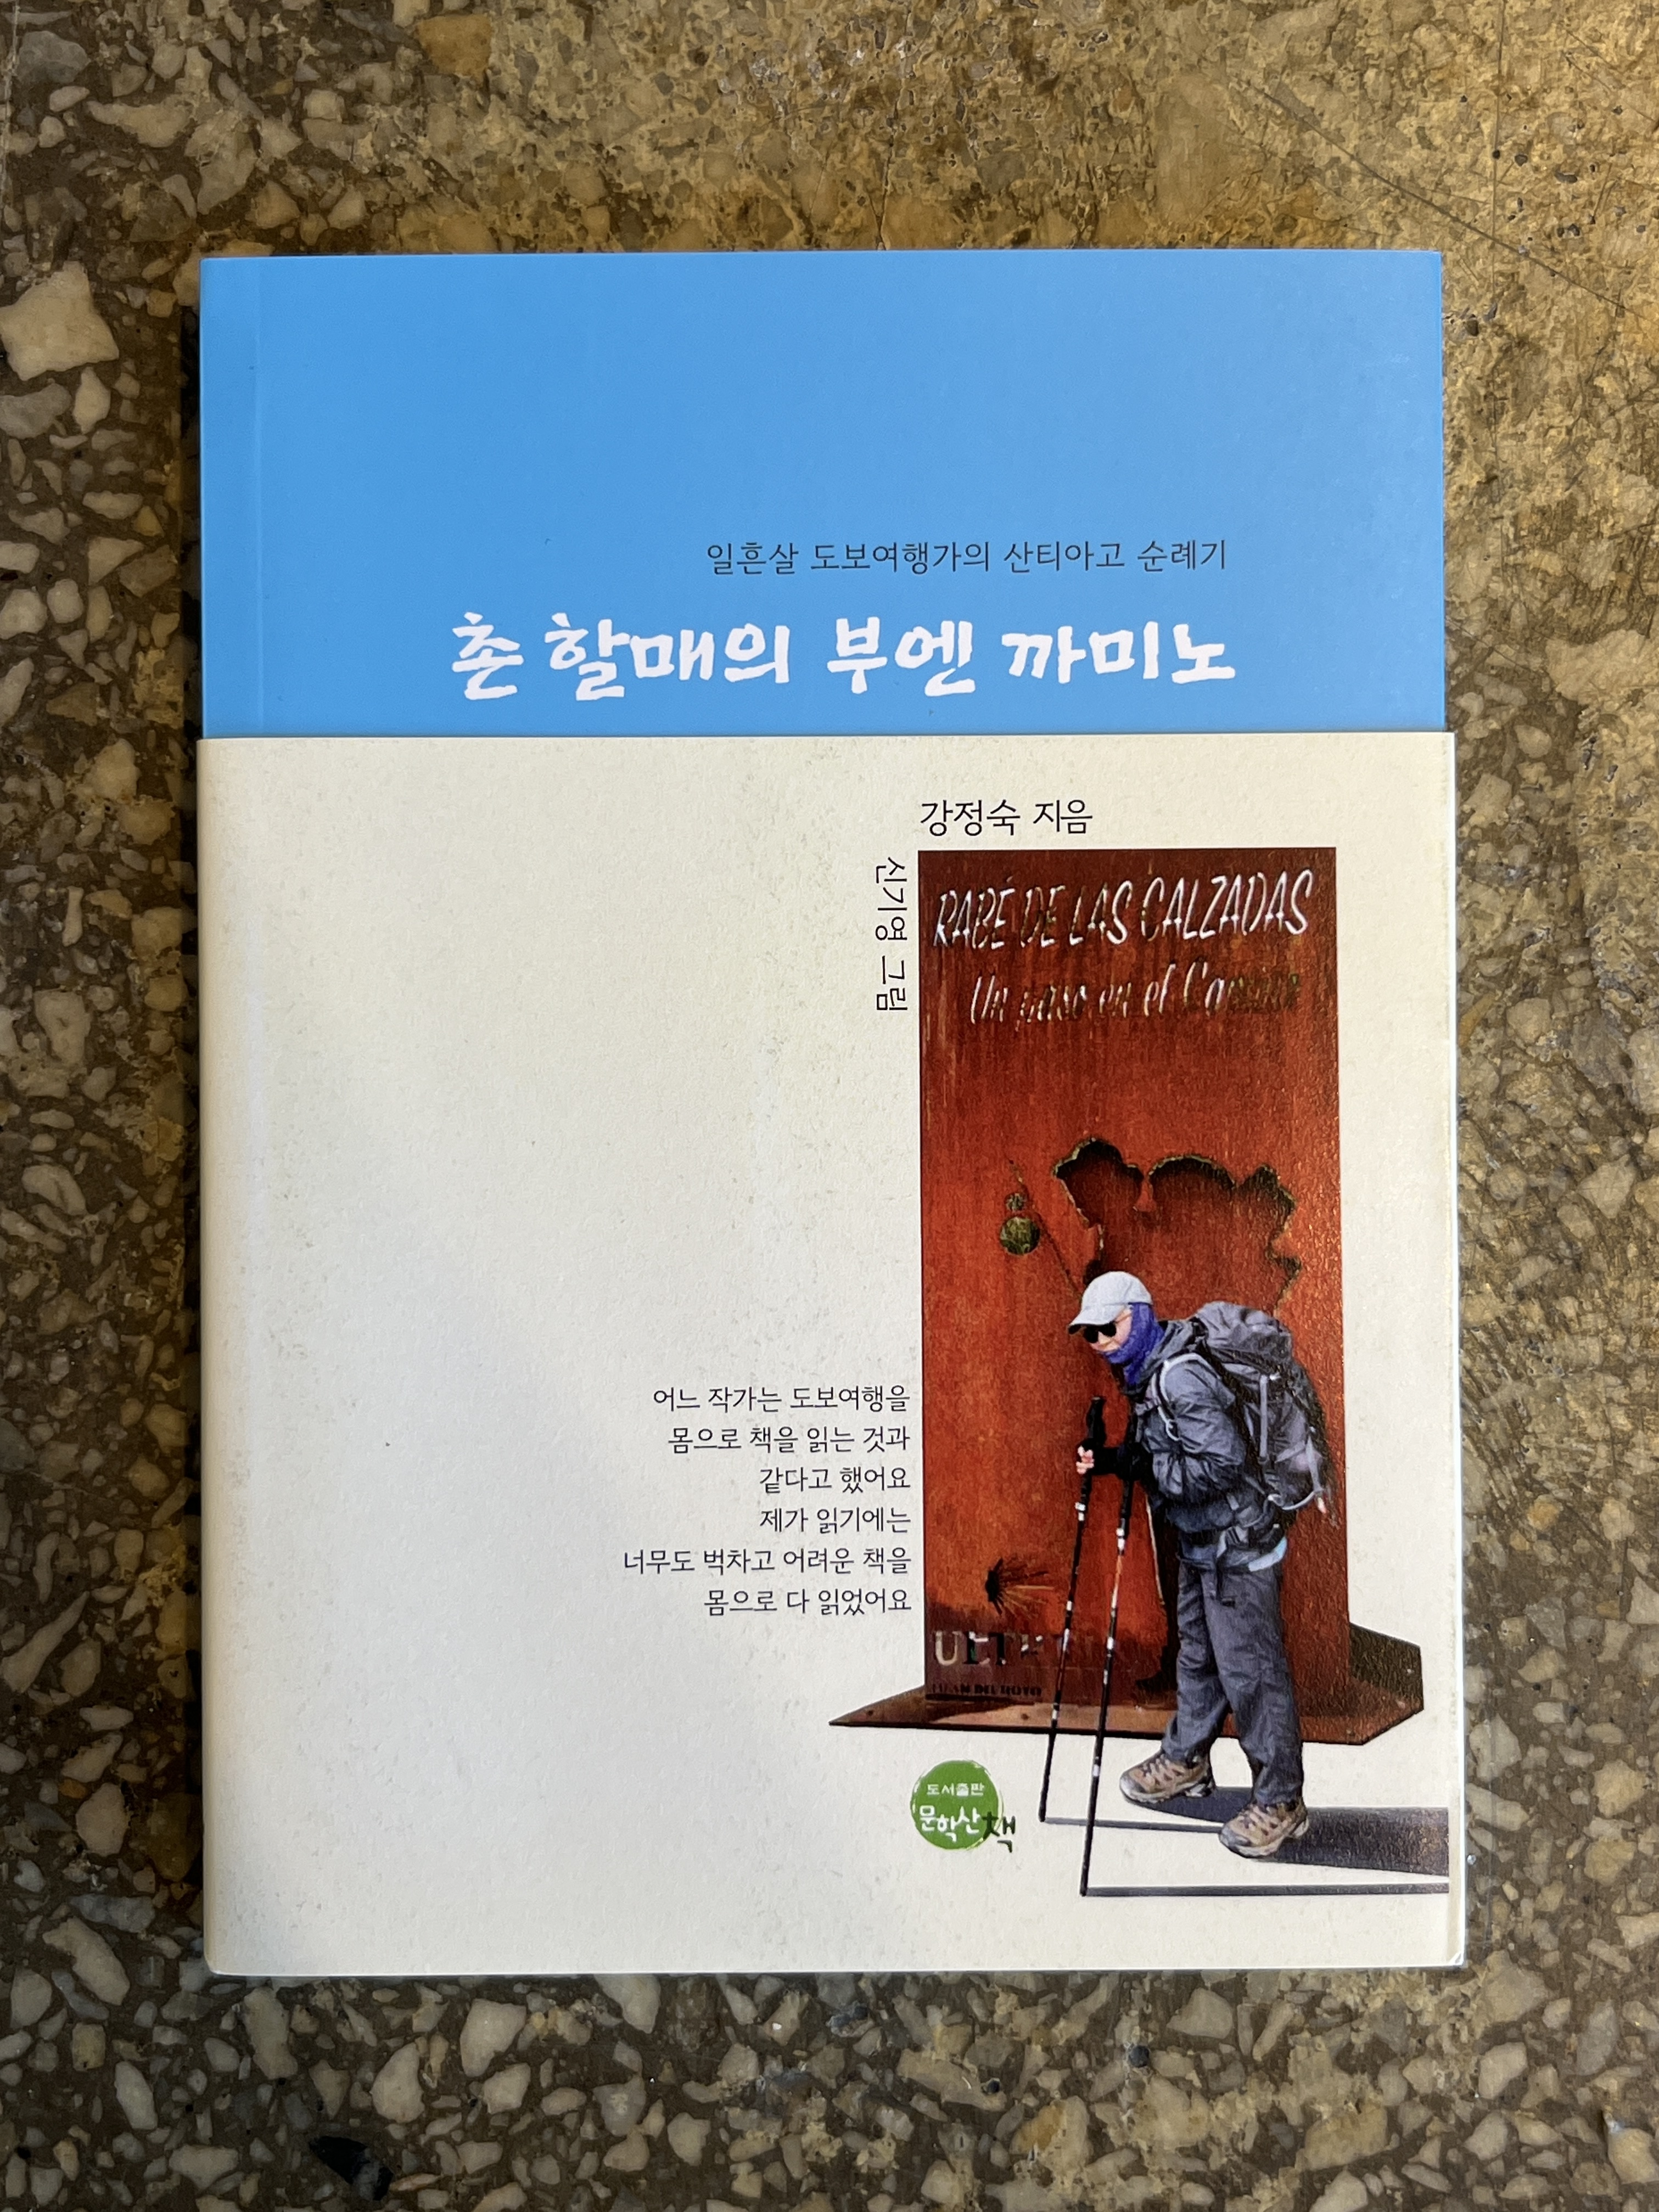 일흔살 도보여행가의 산티아고 순례기
촌 할매의 부엔 까미노
강정숙 지음
신기영 그림
RABÉ DE LAS CALZADAS
Un paso en el Camino
어느 작가는 도보여행을
몸으로 책을 읽는 것과
같다고 했어요
제가 읽기에는
너무도 벅차고 어려운 책을
몸으로 다 읽었어요
도서출판
문학산책